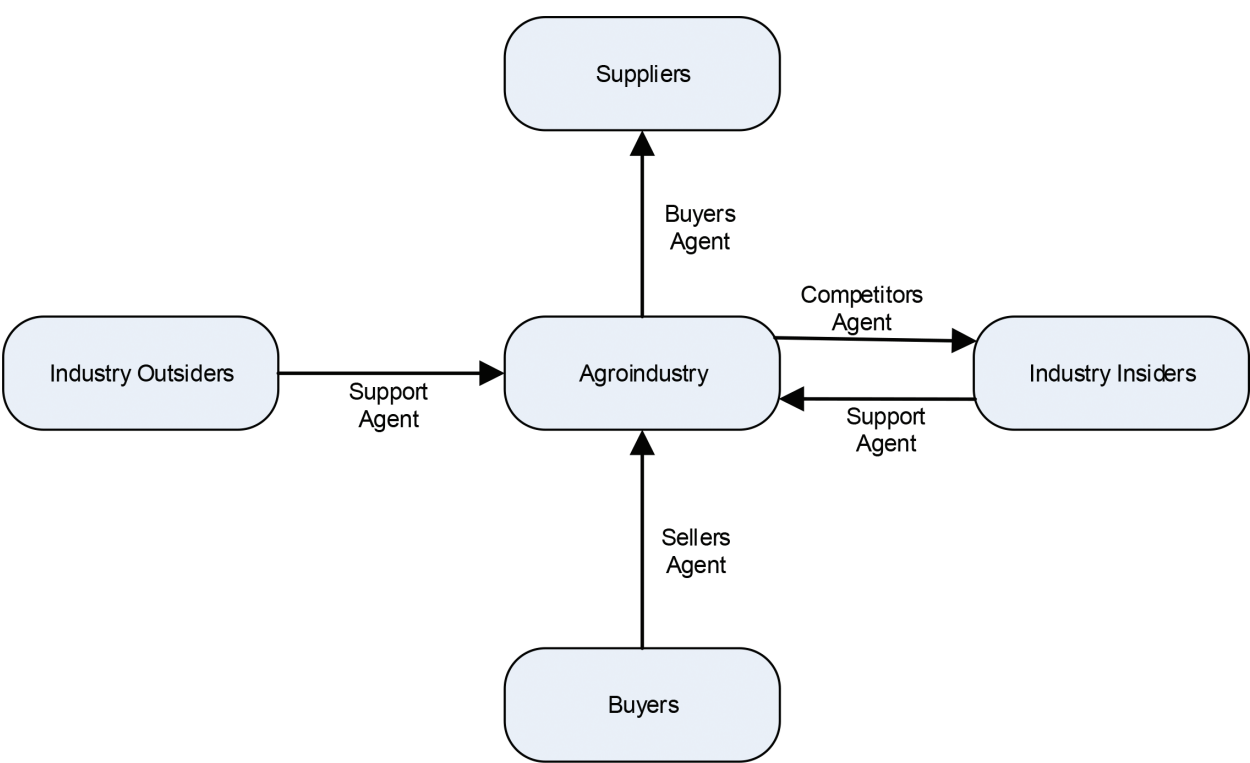 Suppliers
Buyers
Agent
Competitors
Agent
Industry Outsiders
Agroindustry
Industry Insiders
Support
Agent
Support
Agent
Sellers
Agent
Buyers